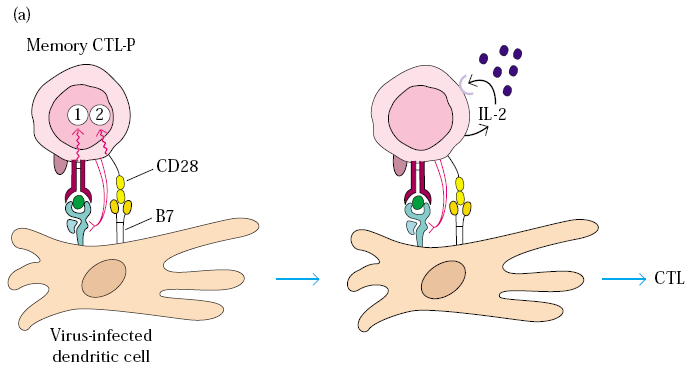 (a)
Memory CTL-P
1 2
CD28
B7
Virus-infected
dendritic cell
IL-2
CTL